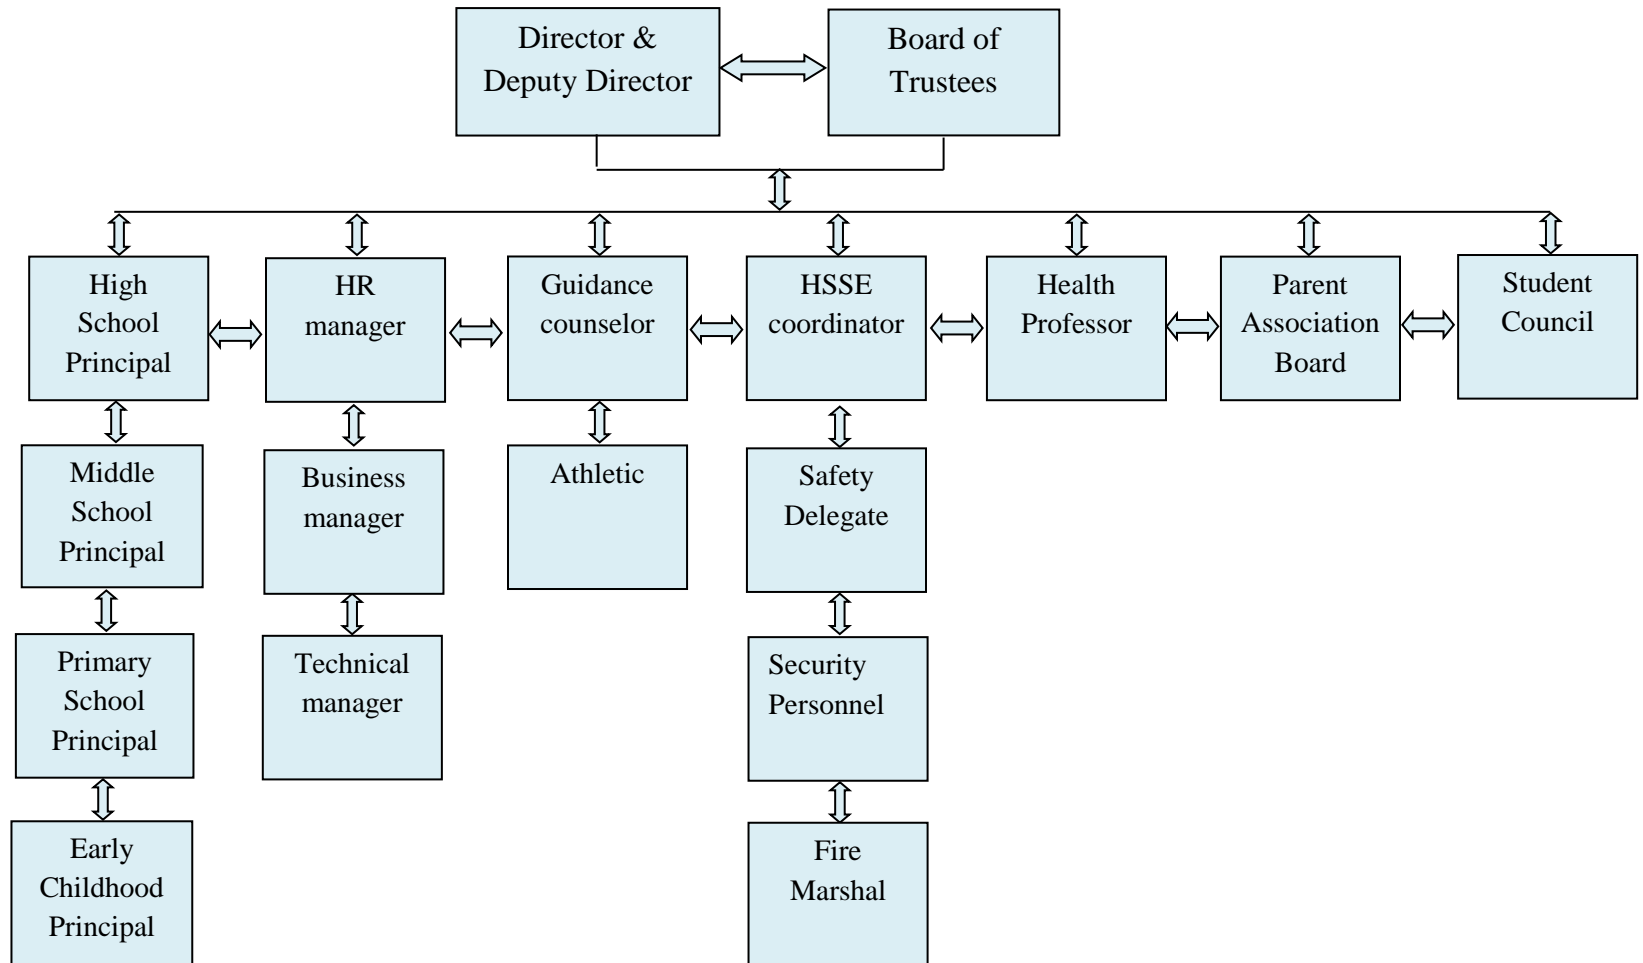 Director &
Deputy Director
Board of
Trustees
High
School
Principal
HR
manager
Guidance
counselor
HSSE
coordinator
Health
Professor
Parent
Association
Board
Student
Council
Middle
School
Principal
Business
manager
Athletic
Safety
Delegate
Primary
School
Principal
Technical
manager
Security
Personnel
Early
Childhood
Principal
Fire
Marshal